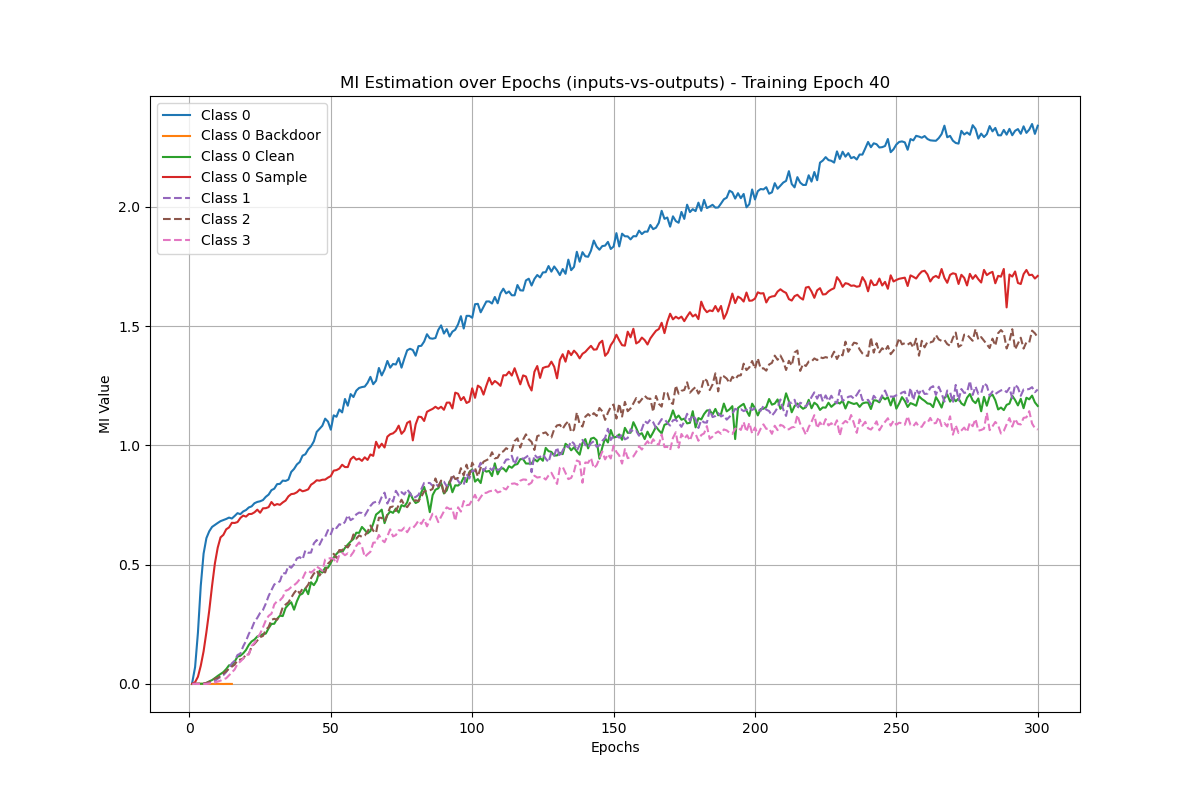 MI Estimation over Epochs (inputs-vs-outputs) - Training Epoch 40
Class 0
Class 0 Backdoor
Class 0 Clean
Class 0 Sample
Class 1
Class 2
Class 3
MI Value
2.0
1.5
1.0
0.5
0.0
0 50 100 150 200 250 300
Epochs